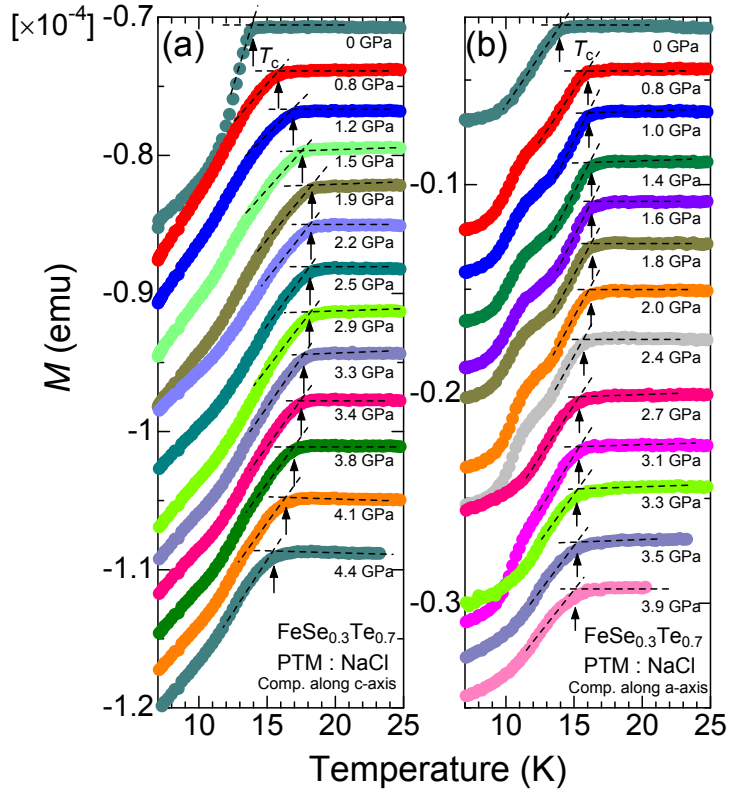 [×10⁻⁴]
-0.7
-0.8
-0.9
-1
-1.1
-1.2
M (emu)
(a)
Tc
0 GPa
0.8 GPa
1.2 GPa
1.5 GPa
1.9 GPa
2.2 GPa
2.5 GPa
2.9 GPa
3.3 GPa
3.4 GPa
3.8 GPa
4.1 GPa
4.4 GPa
FeSe0.3Te0.7
PTM : NaCl
Comp. along c-axis
10 15 20 25
(b)
Tc
-0.1
-0.2
-0.3
0 GPa
0.8 GPa
1.0 GPa
1.4 GPa
1.6 GPa
1.8 GPa
2.0 GPa
2.4 GPa
2.7 GPa
3.1 GPa
3.3 GPa
3.5 GPa
3.9 GPa
FeSe0.3Te0.7
PTM : NaCl
Comp. along a-axis
10 15 20 25
Temperature (K)